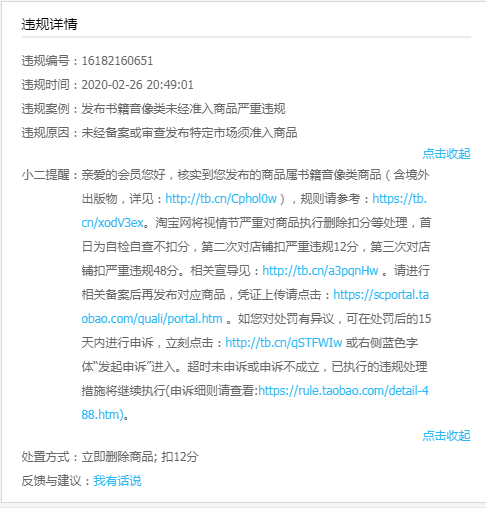 违规详情
违规编号：16182160651
违规时间：2020-02-26 20:49:01
违规案例：发布书籍音像类未经准入商品严重违规
违规原因：未经备案或审查发布特定市场须准入商品
点击收起
小二提醒：亲爱的会员您好，核实到您发布的商品属书籍音像类商品（含境外
出版物，详见：http://tb.cn/Cphol0w），规则请参考：https://tb.
cn/xodV3ex。淘宝网将视情节严重对商品执行删除扣分等处理，首
日为自检自查不扣分，第二次对店铺扣严重违规12分，第三次对店
铺扣严重违规48分。相关宣导见：http://tb.cn/a3pqnHw 。请进行
相关备案后再发布对应商品，凭证上传请点击：https://scportal.ta
obao.com/quali/portal.htm 。如您对处罚有异议，可在处罚后的15
天内进行申诉，立刻点击：http://tb.cn/qSTFWIw 或右侧蓝色字
体“发起申诉”进入。超时未申诉或申诉不成立，已执行的违规处理
措施将继续执行(申诉细则请查看:https://rule.taobao.com/detail-4
88.htm)。
点击收起
处置方式：立即删除商品; 扣12分
反馈与建议：我有话说